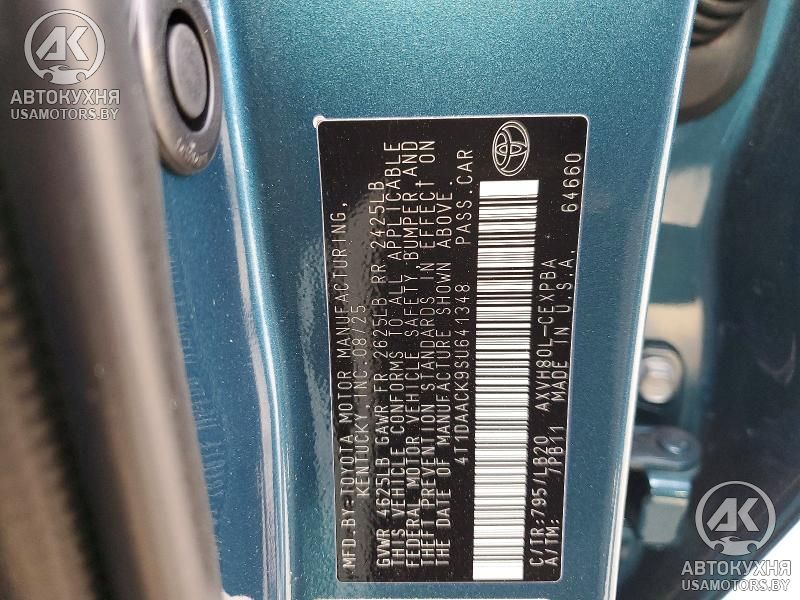 АК
АВТОКУХНЯ
USAMOTORS.BY
MFD.BY:TOYOTA MOTOR MANUFACTURING,
KENTUCKY,INC 08/25
GVWR 4625LB GAWR FR 2625LB RR 2425LB
THIS VEHICLE CONFORMS TO ALL APPLICABLE
FEDERAL MOTOR VEHICLE SAFETY,BUMPER,AND
THEFT PREVENTION STANDARDS IN EFFECT ON
THE DATE OF MANUFACTURE SHOWN ABOVE.
4T1DAACK9SU641348 PASS.CAR
C/TR:795/LB20 AXVH80L-CEXPBA
A/TM: 7PB11 MADE IN U.S.A. 64660
АК
АВТОКУХНЯ
USAMOTORS.BY